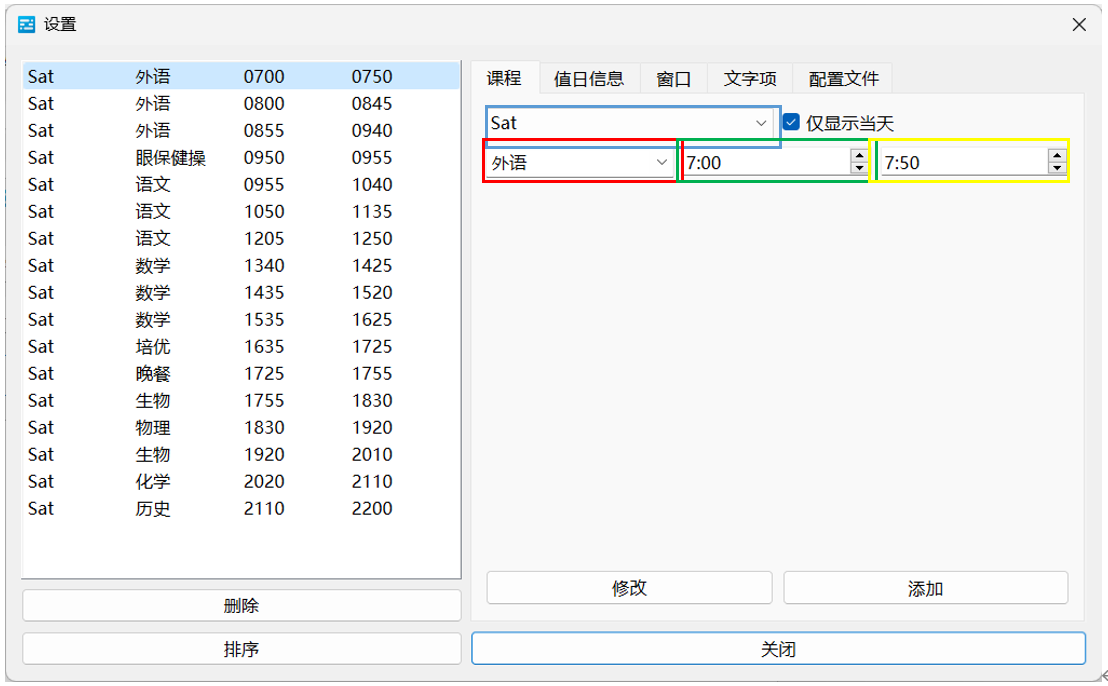 设置
Sat 外语 0700 0750
Sat 外语 0800 0845
Sat 外语 0855 0940
Sat 眼保健操 0950 0955
Sat 语文 0955 1040
Sat 语文 1050 1135
Sat 语文 1205 1250
Sat 数学 1340 1425
Sat 数学 1435 1520
Sat 数学 1535 1625
Sat 培优 1635 1725
Sat 晚餐 1725 1755
Sat 生物 1755 1830
Sat 物理 1830 1920
Sat 生物 1920 2010
Sat 化学 2020 2110
Sat 历史 2110 2200
删除
排序
课程 值日信息 窗口 文字项 配置文件
Sat 仅显示当天
外语 7:00 7:50
修改 添加
关闭